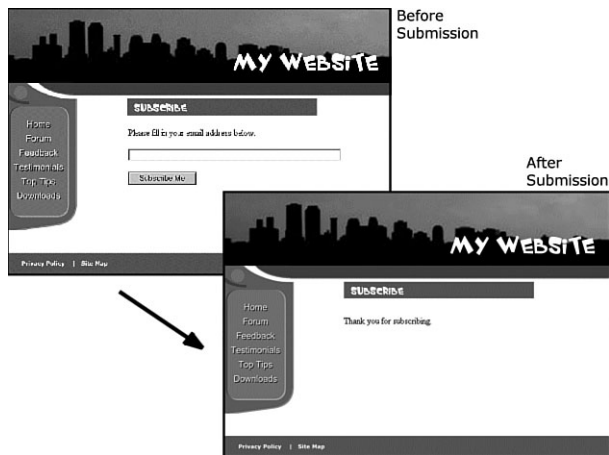 Before
Submission
MY WEBSITE
SUBSCRIBE
Home
Forum
Feedback
Testimonials
Top Tips
Downloads
Please fill in your email address below.
Subscribe Me
Privacy Policy | Site Map
After
Submission
MY WEBSITE
SUBSCRIBE
Home
Forum
Feedback
Testimonials
Top Tips
Downloads
Thank you for subscribing.
Privacy Policy | Site Map